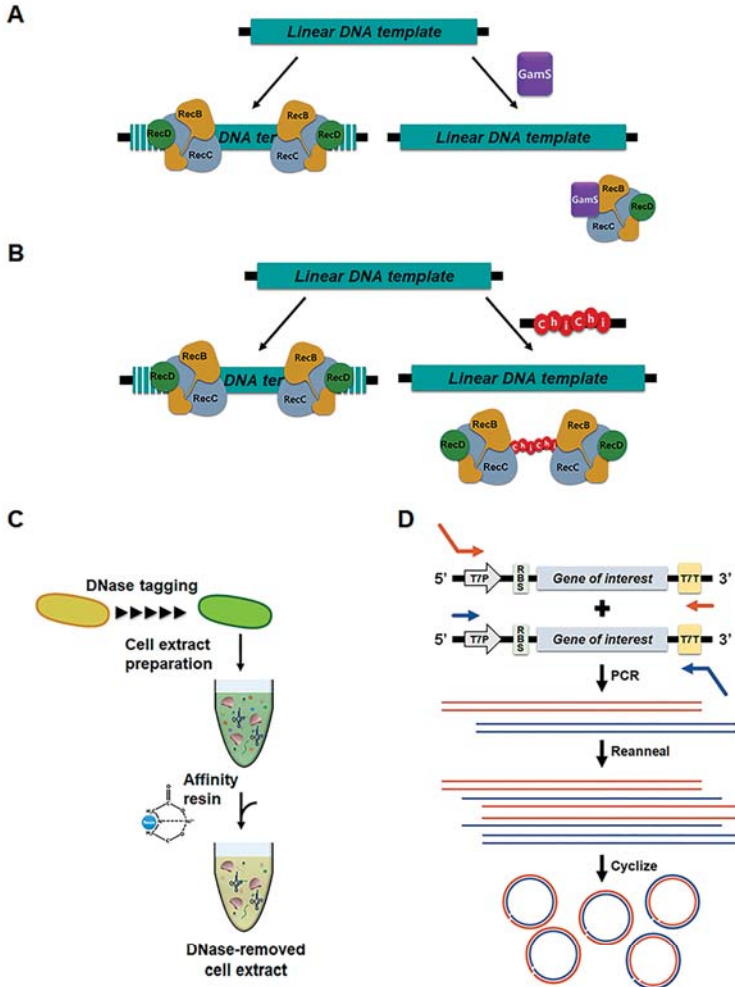 A
Linear DNA template
GamS
RecB
RecB
RecD
DNA ter
RecD
RecC
RecC
Linear DNA template
GamS
RecB
RecD
RecC
B
Linear DNA template
ChiChi
RecB
RecB
RecD
DNA ter
RecD
RecC
RecC
Linear DNA template
RecB
RecB
RecD
ChiChi
RecD
RecC
RecC
C
DNase tagging
Cell extract
preparation
Affinity
resin
Resin
DNase-removed
cell extract
D
5’ T7P RBS Gene of interest T7T 3’
+
5’ T7P RBS Gene of interest T7T 3’
PCR
Reanneal
Cyclize